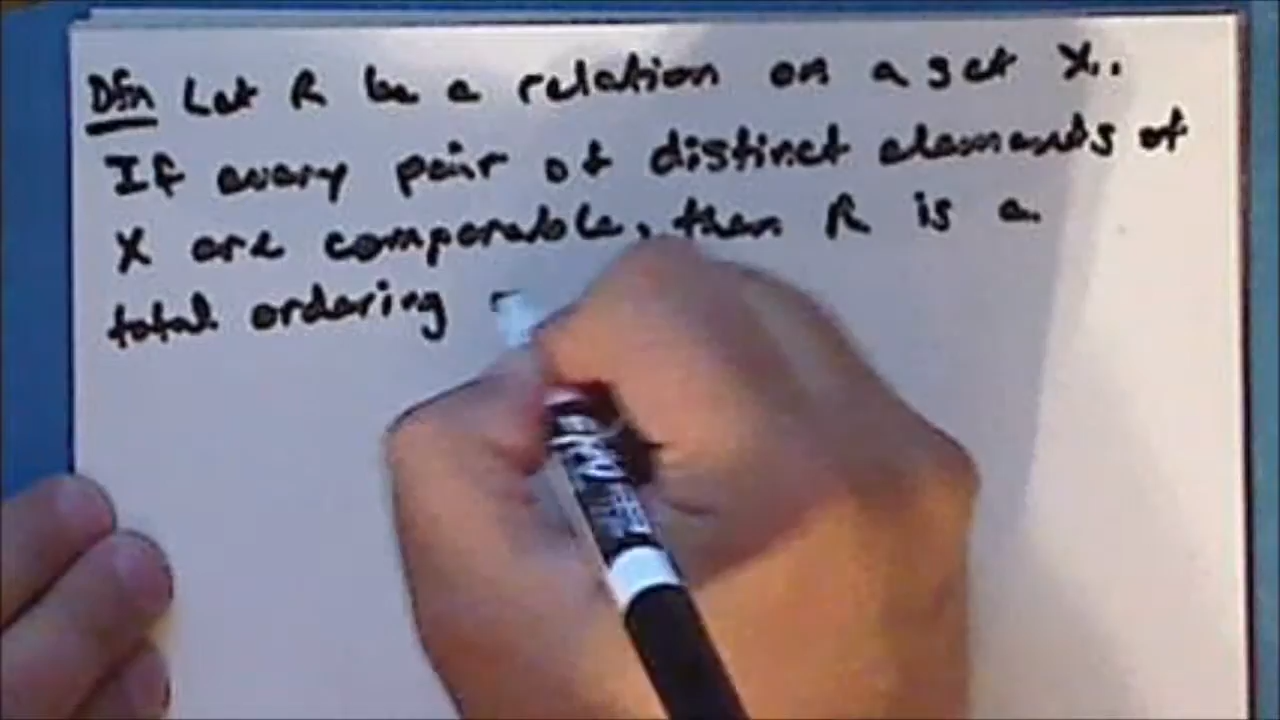 Dfn Let R be a relation on a set X.
If every pair of distinct elements of
X are comparable, then R is a
total ordering